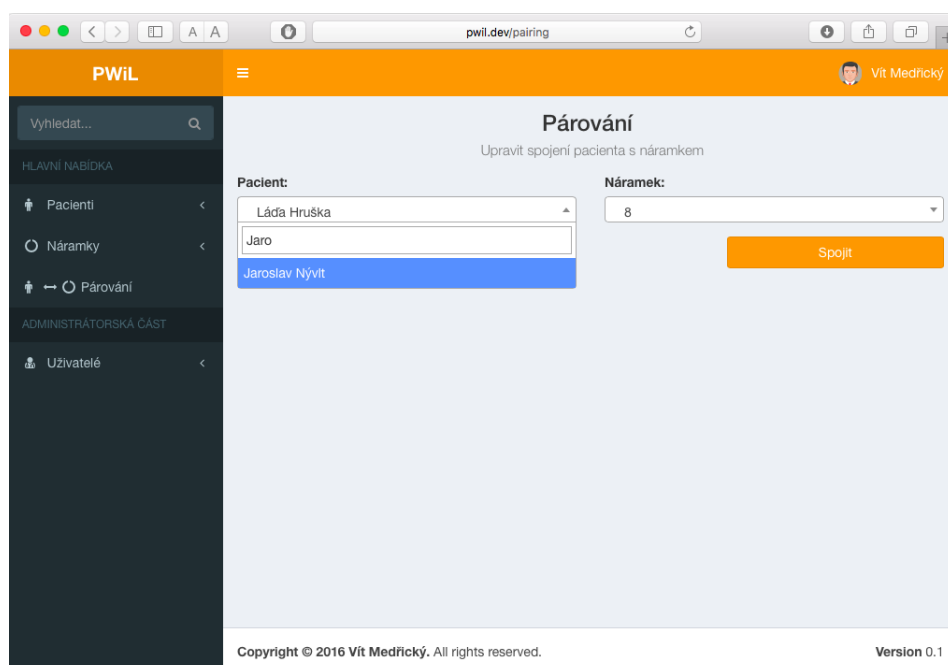 A A
pwil.dev/pairing
PWiL
Vít Medřický
Vyhledat...
HLAVNÍ NABÍDKA
Pacienti
Náramky
Párování
ADMINISTRÁTORSKÁ ČÁST
Uživatelé
Párování
Upravit spojení pacienta s náramkem
Pacient:
Náramek:
Láďa Hruška
8
Jaro
Jaroslav Nývlt
Spojit
Copyright © 2016 Vít Medřický. All rights reserved.
Version 0.1